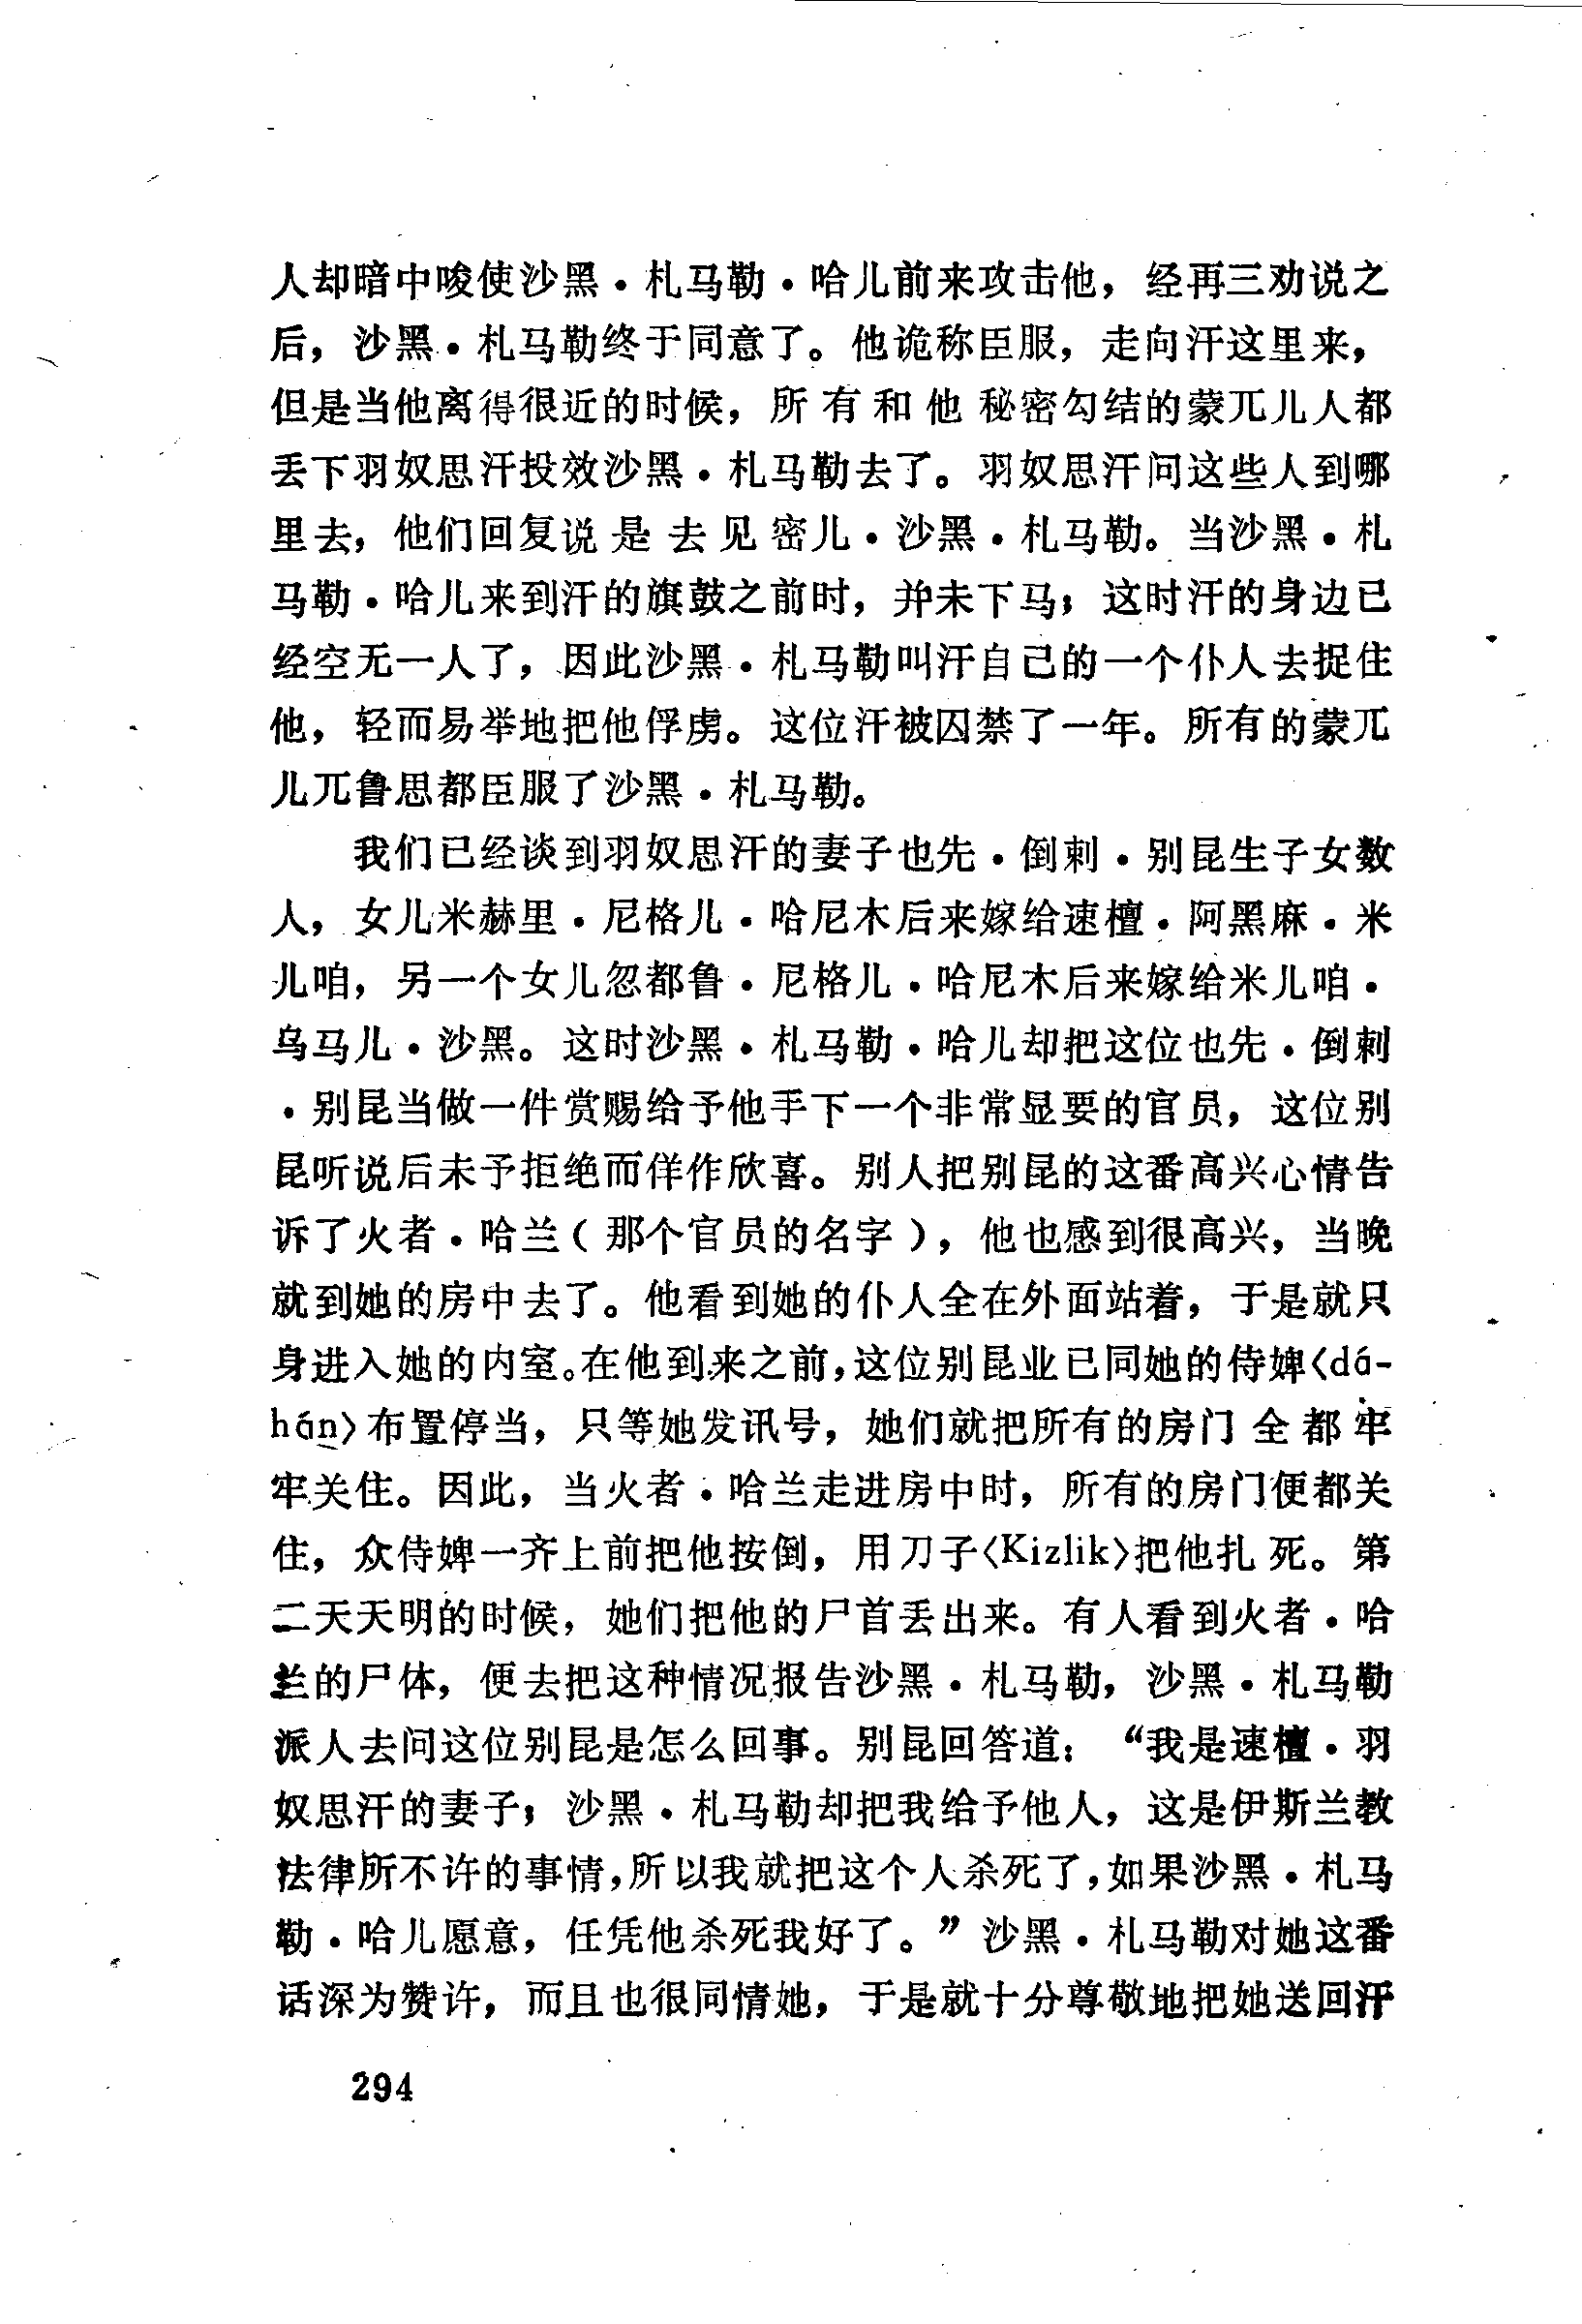 人却暗中唆使沙黑·札马勒·哈儿前来攻击他，经再三劝说之
后，沙黑·札马勒终于同意了。他诡称臣服，走向汗这里来，
但是当他离得很近的时候，所有和他秘密勾结的蒙兀儿人都
丢下羽奴思汗投效沙黑·札马勒去了。羽奴思汗问这些人到哪
里去，他们回复说是去见密儿·沙黑·札马勒。当沙黑·札
马勒·哈儿来到汗的旗鼓之前时，并未下马；这时汗的身边已
经空无一人了，因此沙黑·札马勒叫汗自己的一个仆人去捉住
他，轻而易举地把他俘虏。这位汗被囚禁了一年。所有的蒙兀
儿兀鲁思都臣服了沙黑·札马勒。
我们已经谈到羽奴思汗的妻子也先·倒刺·别昆生子女数
人，女儿米赫里·尼格儿·哈尼木后来嫁给速檀·阿黑麻·米
儿咱，另一个女儿忽都鲁·尼格儿·哈尼木后来嫁给米儿咱·
乌马儿·沙黑。这时沙黑·札马勒·哈儿却把这位也先·倒刺
·别昆当做一件赏赐给予他手下一个非常显要的官员，这位别
昆听说后未予拒绝而佯作欣喜。别人把别昆的这番高兴心情告
诉了火者·哈兰（那个官员的名字），他也感到很高兴，当晚
就到她的房中去了。他看到她的仆人全在外面站着，于是就只
身进入她的内室。在他到来之前，这位别昆业已同她的侍婢〈dá-
hán〉布置停当，只等她发讯号，她们就把所有的房门全都牢
牢关住。因此，当火者·哈兰走进房中时，所有的房门便都关
住，众侍婢一齐上前把他按倒，用刀子〈Kizlik〉把他扎死。第
二天天明的时候，她们把他的尸首丢出来。有人看到火者·哈
兰的尸体，便去把这种情况报告沙黑·札马勒，沙黑·札马勒
派人去问这位别昆是怎么回事。别昆回答道：“我是速檀·羽
奴思汗的妻子；沙黑·札马勒却把我给予他人，这是伊斯兰教
法律所不许的事情，所以我就把这个人杀死了，如果沙黑·札马
勒·哈儿愿意，任凭他杀死我好了。”沙黑·札马勒对她这番
话深为赞许，而且也很同情她，于是就十分尊敬地把她送回汗
294